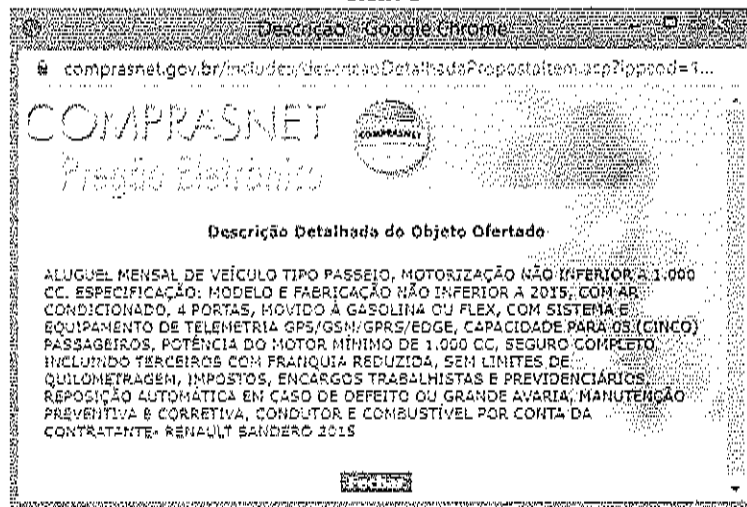 Descrição - Google Chrome
comprasnet.gov.br/includes/descricaoDetalhadaPropostaItem.asp?ippcod=1...
COMPRASNET
COMPRASNET
Pregão Eletrônico
Descrição Detalhada do Objeto Ofertado
ALUGUEL MENSAL DE VEÍCULO TIPO PASSEIO, MOTORIZAÇÃO NÃO INFERIOR A 1.000
CC. ESPECIFICAÇÃO: MODELO E FABRICAÇÃO NÃO INFERIOR A 2015, COM AR
CONDICIONADO, 4 PORTAS, MOVIDO À GASOLINA OU FLEX, COM SISTEMA E
EQUIPAMENTO DE TELEMETRIA GPS/GSM/GPRS/EDGE, CAPACIDADE PARA 05 (CINCO)
PASSAGEIROS, POTÊNCIA DO MOTOR MÍNIMO DE 1.000 CC, SEGURO COMPLETO,
INCLUINDO TERCEIROS COM FRANQUIA REDUZIDA, SEM LIMITES DE
QUILOMETRAGEM, IMPOSTOS, ENCARGOS TRABALHISTAS E PREVIDENCIÁRIOS,
REPOSIÇÃO AUTOMÁTICA EM CASO DE DEFEITO OU GRANDE AVARIA, MANUTENÇÃO
PREVENTIVA E CORRETIVA, CONDUTOR E COMBUSTÍVEL POR CONTA DA
CONTRATANTE- RENAULT SANDERO 2015